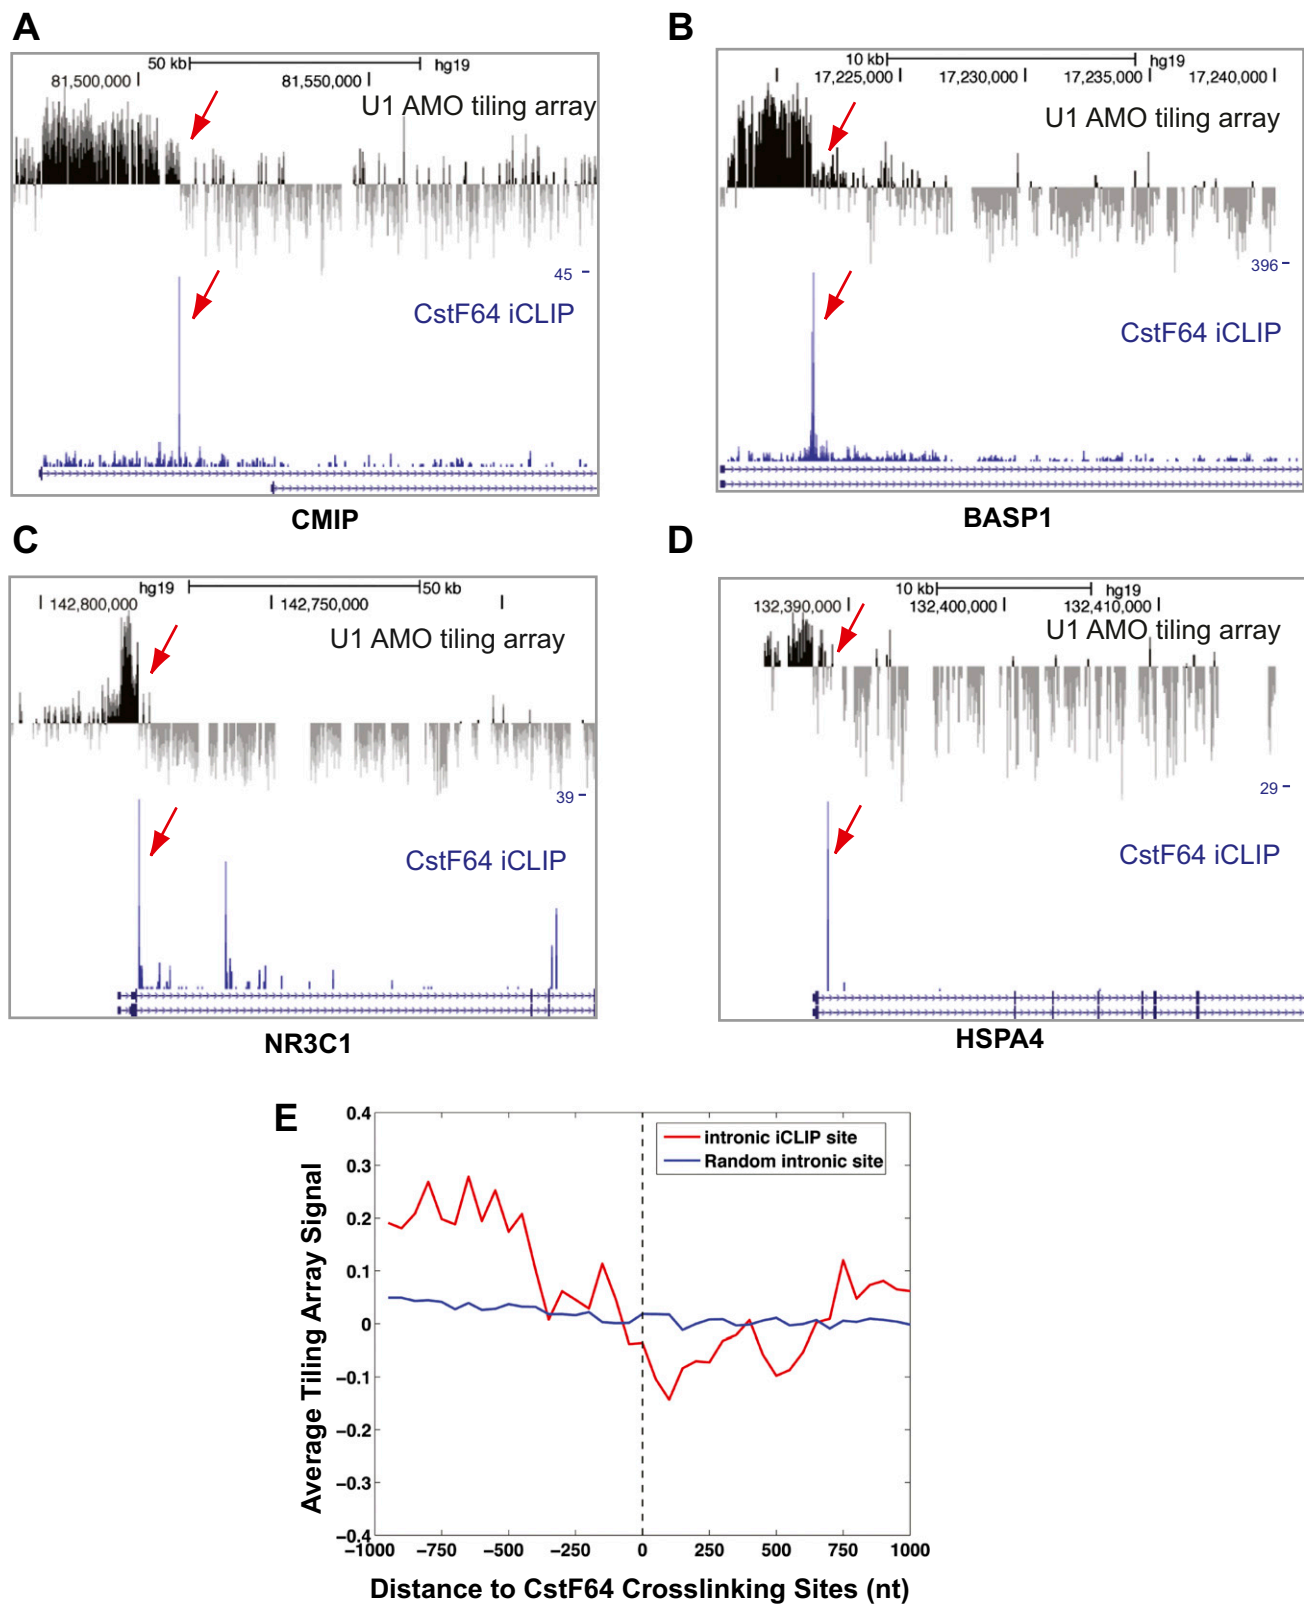 A
50 kb
hg19
81,500,000
81,550,000
U1 AMO tiling array
45
CstF64 iCLIP
CMIP
B
10 kb
hg19
17,225,000
17,230,000
17,235,000
17,240,000
U1 AMO tiling array
396
CstF64 iCLIP
BASP1
C
hg19
50 kb
142,800,000
142,750,000
U1 AMO tiling array
39
CstF64 iCLIP
NR3C1
D
10 kb
hg19
132,390,000
132,400,000
132,410,000
U1 AMO tiling array
29
CstF64 iCLIP
HSPA4
E
Average Tiling Array Signal
0.4
0.3
0.2
0.1
0
−0.1
−0.2
−0.3
−0.4
intronic iCLIP site
Random intronic site
−1000 −750 −500 −250 0 250 500 750 1000
Distance to CstF64 Crosslinking Sites (nt)